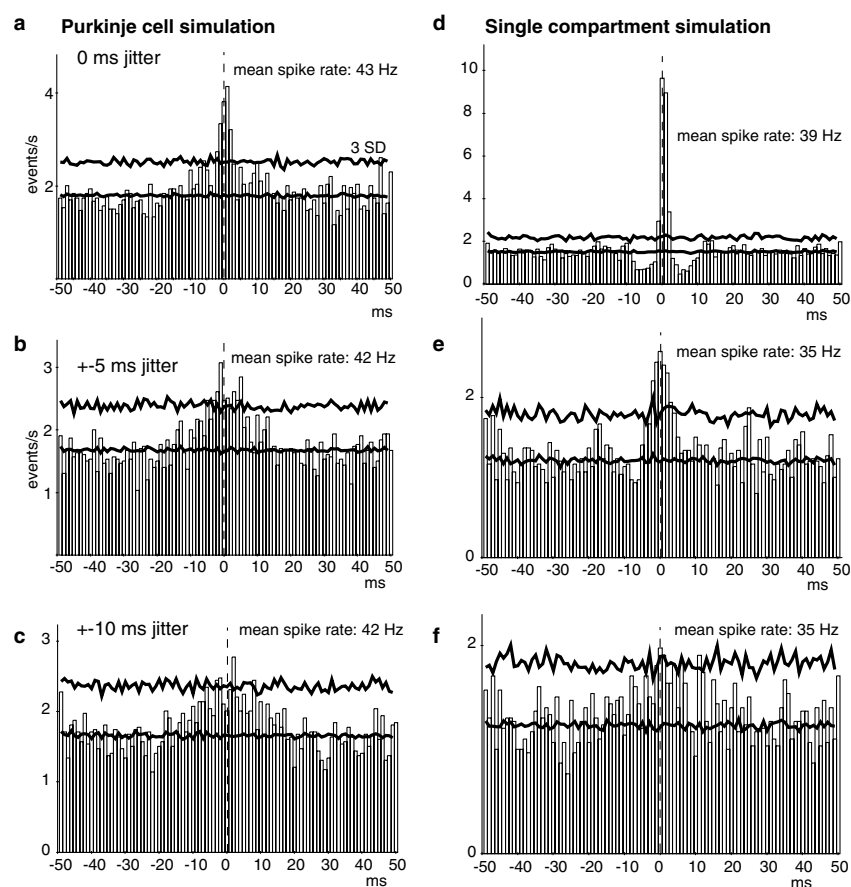 a Purkinje cell simulation
0 ms jitter
mean spike rate: 43 Hz
3 SD
events/s
4
2
-50 -40 -30 -20 -10 0 10 20 30 40 50
ms
b
+-5 ms jitter
mean spike rate: 42 Hz
events/s
3
2
1
-50 -40 -30 -20 -10 0 10 20 30 40 50
ms
c
+-10 ms jitter
mean spike rate: 42 Hz
3
2
1
0
-50 -40 -30 -20 -10 0 10 20 30 40 50
ms
d Single compartment simulation
mean spike rate: 39 Hz
10
8
6
4
2
0
-50 -40 -30 -20 -10 0 10 20 30 40 50
ms
e
mean spike rate: 35 Hz
2
0
-50 -40 -30 -20 -10 0 10 20 30 40 50
ms
f
mean spike rate: 35 Hz
2
0
-50 -40 -30 -20 -10 0 10 20 30 40 50
ms